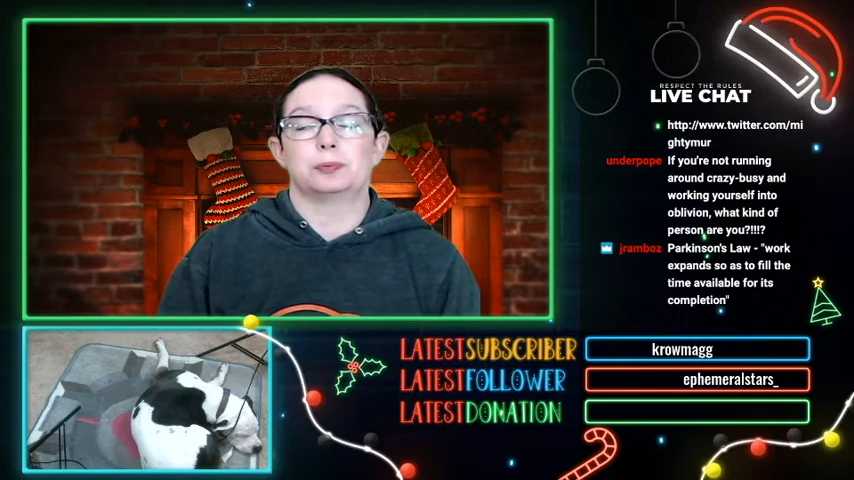 RESPECT THE RULES
LIVE CHAT
http://www.twitter.com/mi
ghtymur
underpope If you're not running
around crazy-busy and
working yourself into
oblivion, what kind of
person are you?!!!?
jramboz Parkinson's Law - "work
expands so as to fill the
time available for its
completion"
LATESTSUBSCRIBER krowmagg
LATESTFOLLOWER ephemeralstars_
LATESTDONATION